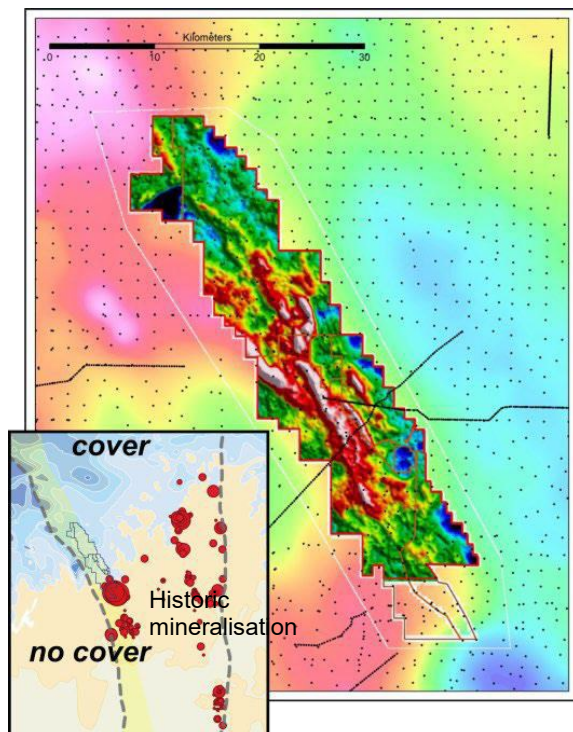 Kilometers
0 10 20 30
cover
Historic
mineralisation
no cover